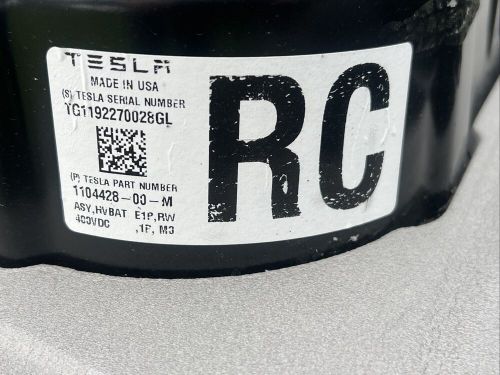 TESLA
MADE IN USA
(S) TESLA SERIAL NUMBER
TG1192270028GL
(P) TESLA PART NUMBER
1104428-00-M
ASY,HVBAT E1P,RW
400VDC ,1P, M3
RC